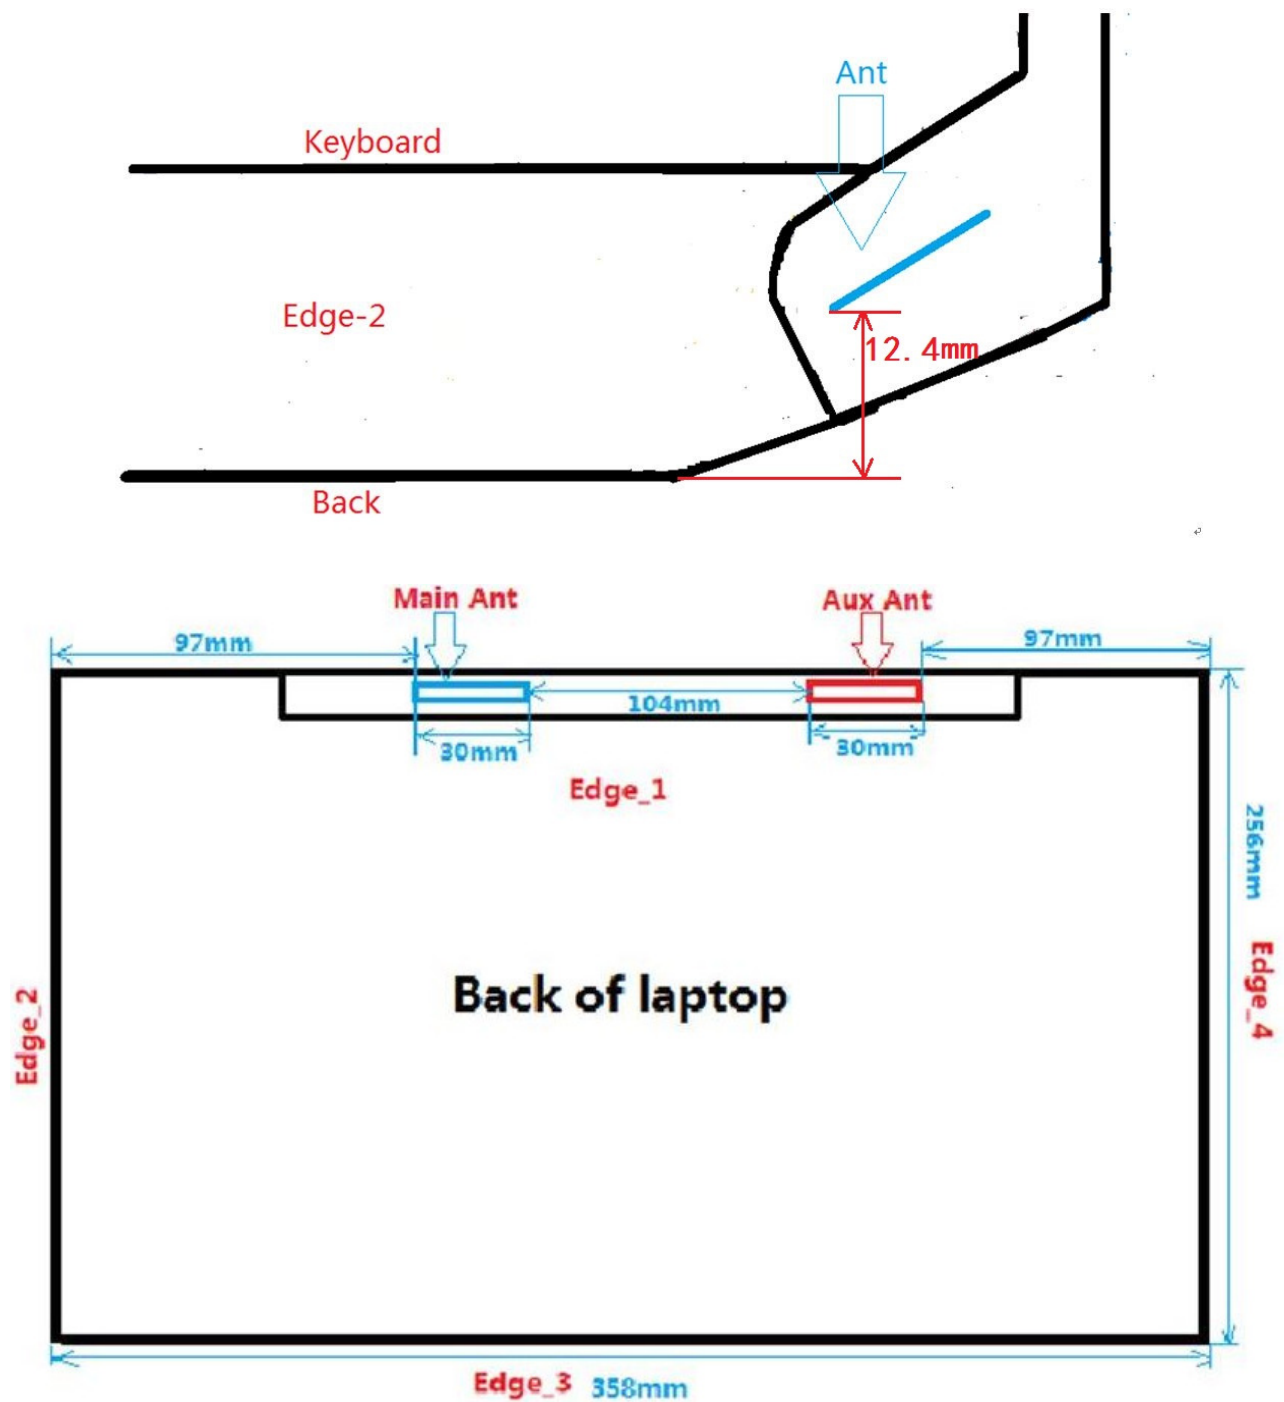 Ant
Keyboard
Edge-2
12.4mm
Back
Main Ant
Aux Ant
97mm
97mm
104mm
30mm
30mm
Edge_1
256mm
Back of laptop
Edge_2
Edge_4
Edge_3 358mm